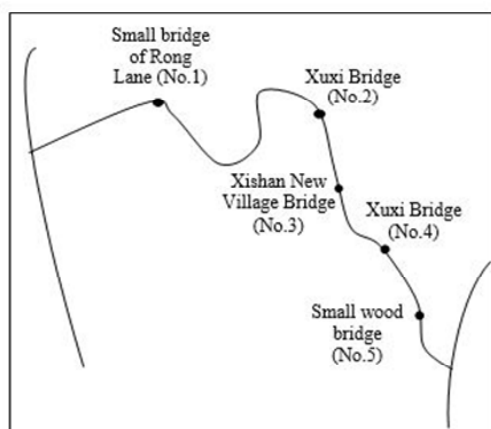 Small bridge
of Rong
Lane (No.1)
Xuxi Bridge
(No.2)
Xishan New
Village Bridge
(No.3)
Xuxi Bridge
(No.4)
Small wood
bridge
(No.5)